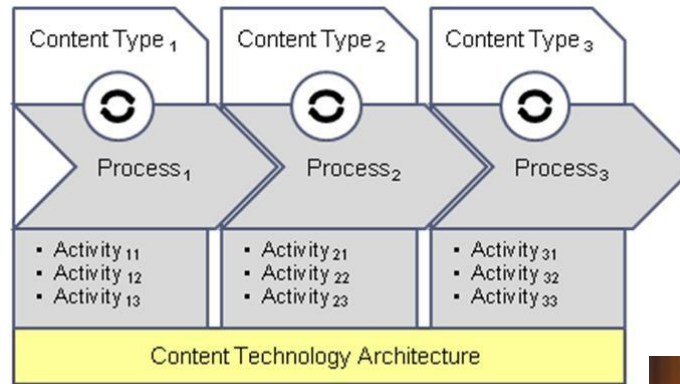 Content Type 1
Content Type 2
Content Type 3
Process1
Process2
Process3
▪ Activity 11
▪ Activity 12
▪ Activity 13
▪ Activity 21
▪ Activity 22
▪ Activity 23
▪ Activity 31
▪ Activity 32
▪ Activity 33
Content Technology Architecture